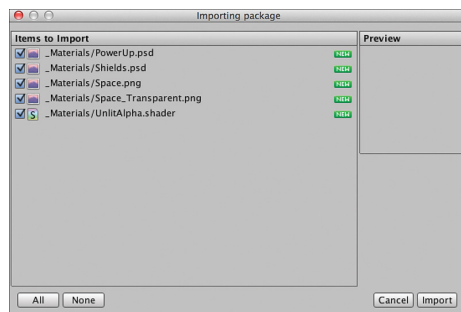 Importing package
Items to Import
Preview
_Materials/PowerUp.psd NEW
_Materials/Shields.psd NEW
_Materials/Space.png NEW
_Materials/Space_Transparent.png NEW
_Materials/UnlitAlpha.shader NEW
S
All None Cancel Import